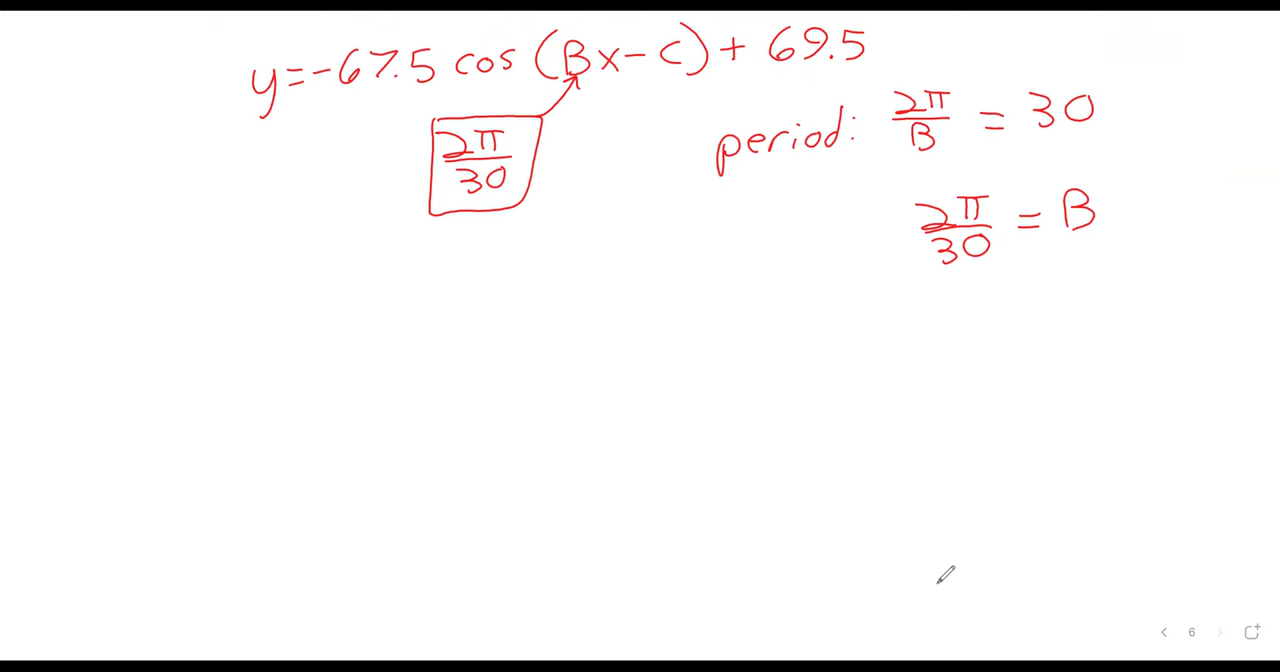 y=-67.5 cos (Bx-C)+69.5
period: 2π/B = 30
2π/30
2π/30 = B
6